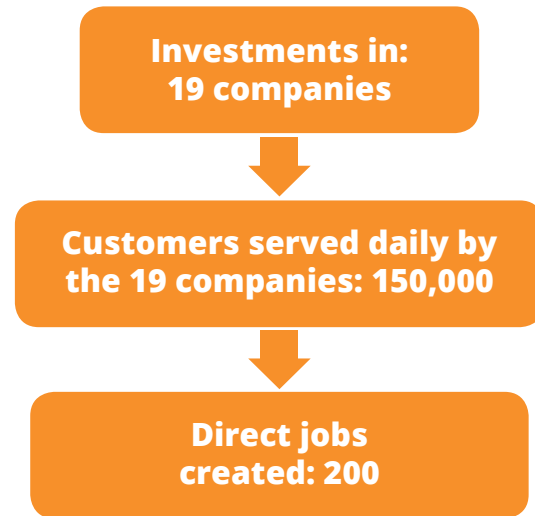 Investments in:
19 companies
Customers served daily by
the 19 companies: 150,000
Direct jobs
created: 200